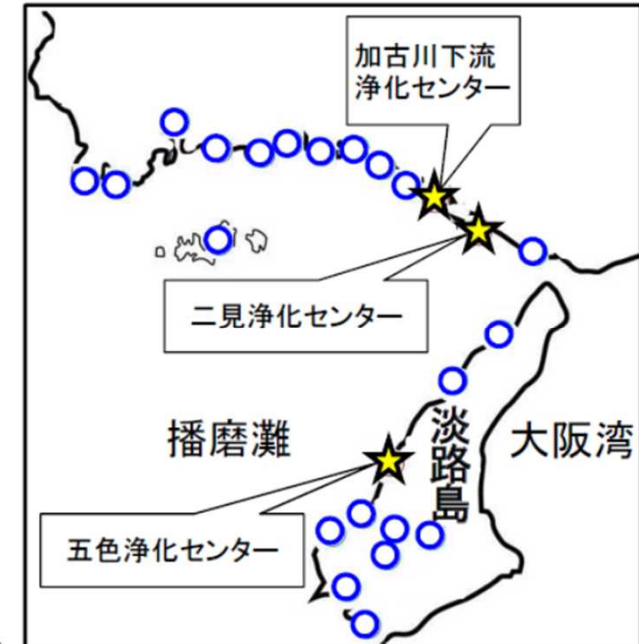 加古川下流
浄化センター
二見浄化センター
播磨灘
淡路島
大阪湾
五色浄化センター